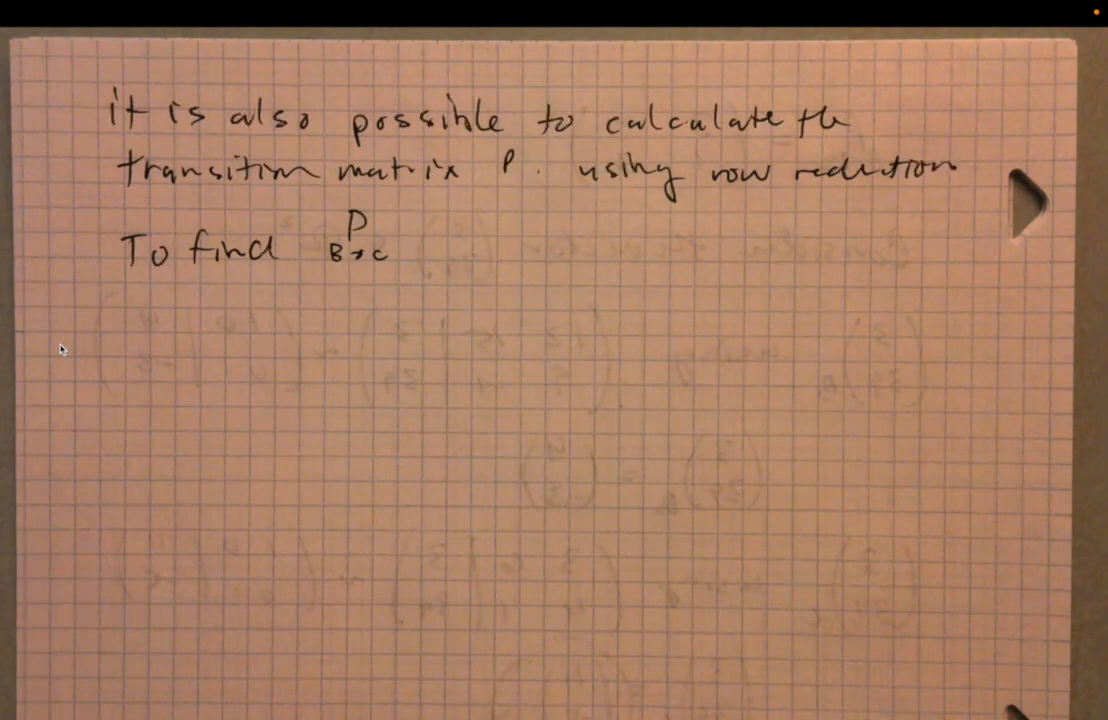 it is also possible to calculate the
transition matrix P. using row reduction
To find P B→C